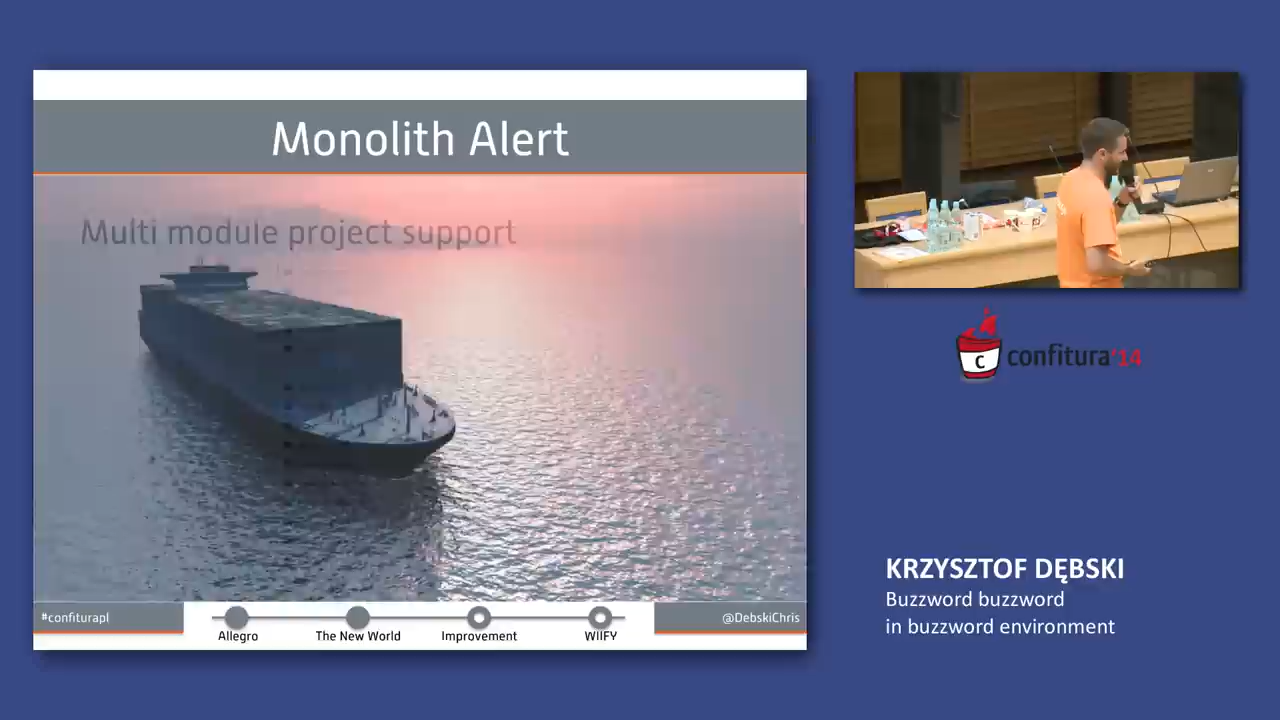 Monolith Alert
Multi module project support
#confiturapl
Allegro
The New World
Improvement
WIIFY
@DebskiChris
C
confitura'14
KRZYSZTOF DĘBSKI
Buzzword buzzword
in buzzword environment